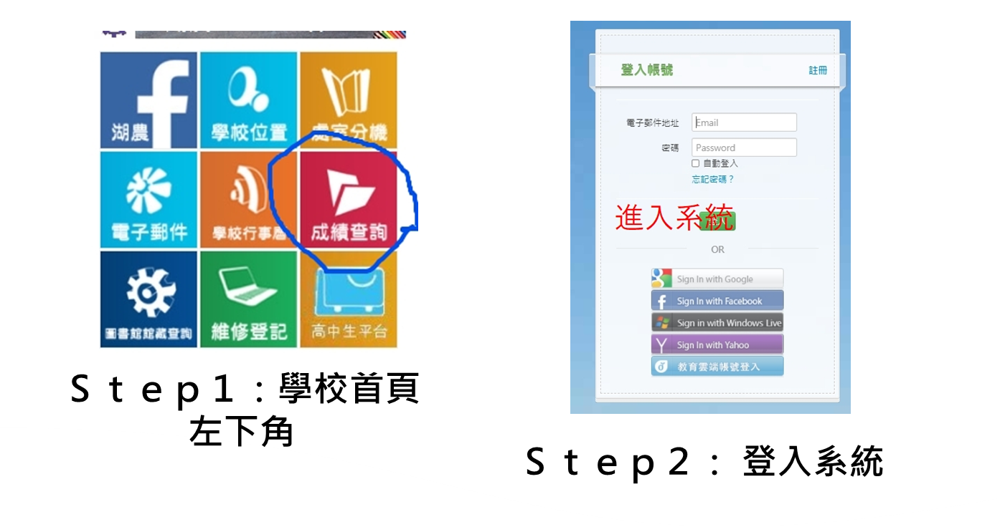 湖農
學校位置
處室分機
電子郵件
學校行事曆
成績查詢
圖書館館藏查詢
維修登記
高中生平台
Step1：學校首頁
左下角
登入帳號
註冊
電子郵件地址
Email
密碼
Password
自動登入
忘記密碼？
進入系統
OR
Sign In with Google
Sign In with Facebook
Sign in with Windows Live
Sign In with Yahoo
教育雲端帳號登入
Step2：登入系統